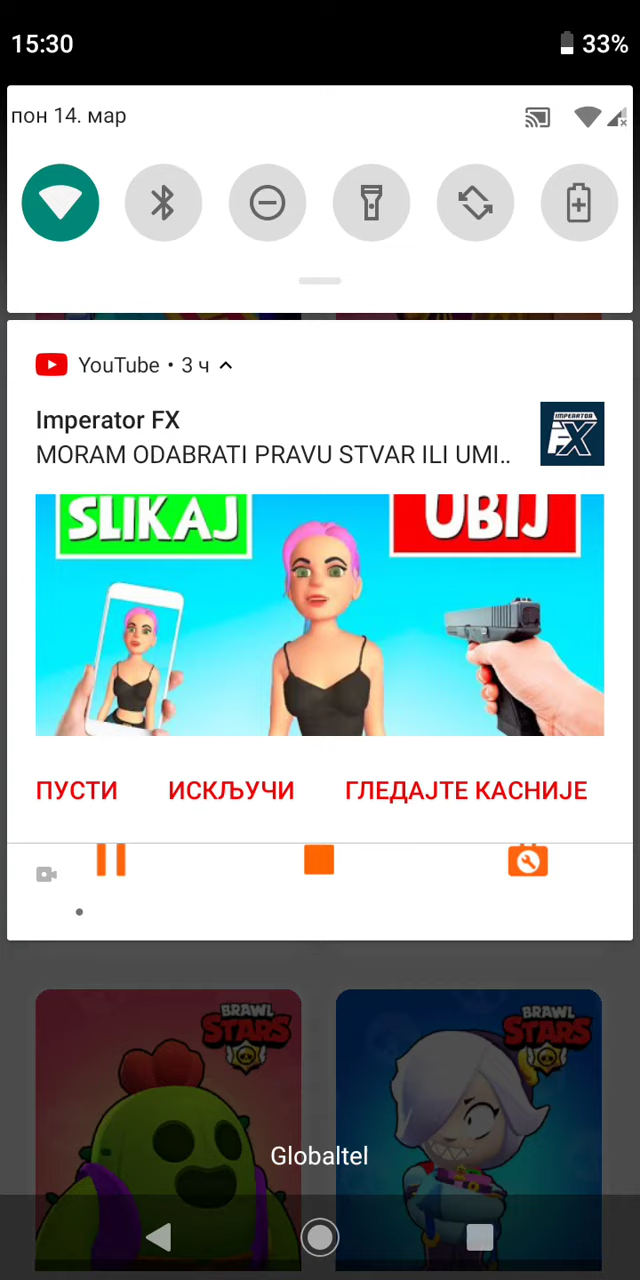 15:30
33%
пон 14. мар
YouTube • 3 ч
Imperator FX
MORAM ODABRATI PRAVU STVAR ILI UMI..
IMPERATOR
FX
SLIKAJ
UBIJ
ПУСТИ
ИСКЉУЧИ
ГЛЕДАЈТЕ КАСНИЈЕ
BRAWL
STARS
BRAWL
STARS
Globaltel